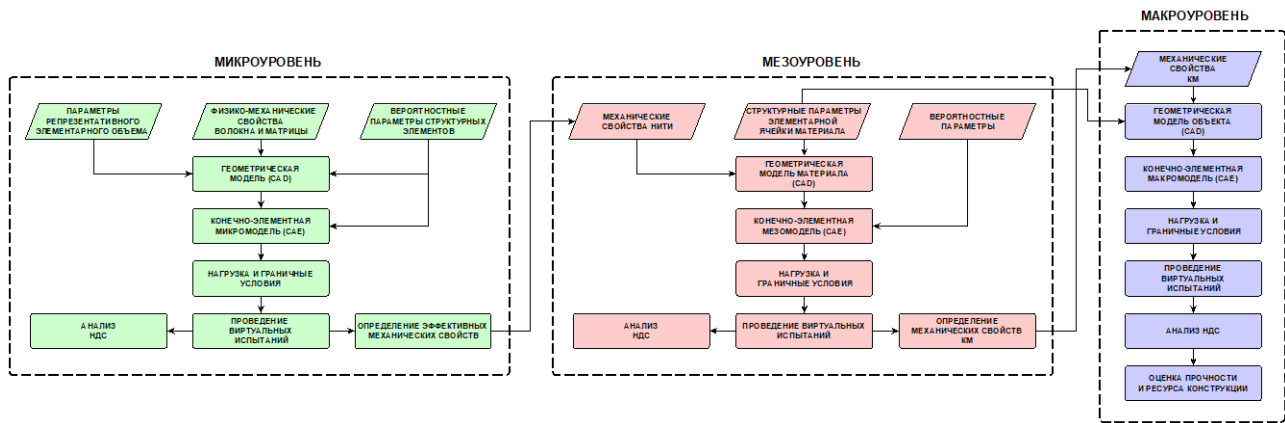 МИКРОУРОВЕНЬ
ПАРАМЕТРЫ
РЕПРЕЗЕНТАТИВНОГО
ЭЛЕМЕНТАРНОГО ОБЪЕМА
ФИЗИКО-МЕХАНИЧЕСКИЕ
СВОЙСТВА
ВОЛОКНА И МАТРИЦЫ
ВЕРОЯТНОСТНЫЕ
ПАРАМЕТРЫ СТРУКТУРНЫХ
ЭЛЕМЕНТОВ
ГЕОМЕТРИЧЕСКАЯ
МОДЕЛЬ (CAD)
КОНЕЧНО-ЭЛЕМЕНТНАЯ
МИКРОМОДЕЛЬ (CAE)
НАГРУЗКА И ГРАНИЧНЫЕ
УСЛОВИЯ
АНАЛИЗ
НДС
ПРОВЕДЕНИЕ
ВИРТУАЛЬНЫХ
ИСПЫТАНИЙ
ОПРЕДЕЛЕНИЕ ЭФФЕКТИВНЫХ
МЕХАНИЧЕСКИХ СВОЙСТВ
МЕЗОУРОВЕНЬ
МЕХАНИЧЕСКИЕ
СВОЙСТВА НИТИ
СТРУКТУРНЫЕ ПАРАМЕТРЫ
ЭЛЕМЕНТАРНОЙ
ЯЧЕЙКИ МАТЕРИАЛА
ВЕРОЯТНОСТНЫЕ
ПАРАМЕТРЫ
ГЕОМЕТРИЧЕСКАЯ
МОДЕЛЬ МАТЕРИАЛА
(CAD)
КОНЕЧНО-ЭЛЕМЕНТНАЯ
МЕЗОМОДЕЛЬ (CAE)
НАГРУЗКА И
ГРАНИЧНЫЕ УСЛОВИЯ
АНАЛИЗ
НДС
ПРОВЕДЕНИЕ ВИРТУАЛЬНЫХ
ИСПЫТАНИЙ
ОПРЕДЕЛЕНИЕ
МЕХАНИЧЕСКИХ СВОЙСТВ
КМ
МАКРОУРОВЕНЬ
МЕХАНИЧЕСКИЕ
СВОЙСТВА
КМ
ГЕОМЕТРИЧЕСКАЯ
МОДЕЛЬ ОБЪЕКТА
(CAD)
КОНЕЧНО-ЭЛЕМЕНТНАЯ
МАКРОМОДЕЛЬ (CAE)
НАГРУЗКА И
ГРАНИЧНЫЕ УСЛОВИЯ
ПРОВЕДЕНИЕ
ВИРТУАЛЬНЫХ
ИСПЫТАНИЙ
АНАЛИЗ НДС
ОЦЕНКА ПРОЧНОСТИ
И РЕСУРСА КОНСТРУКЦИИ